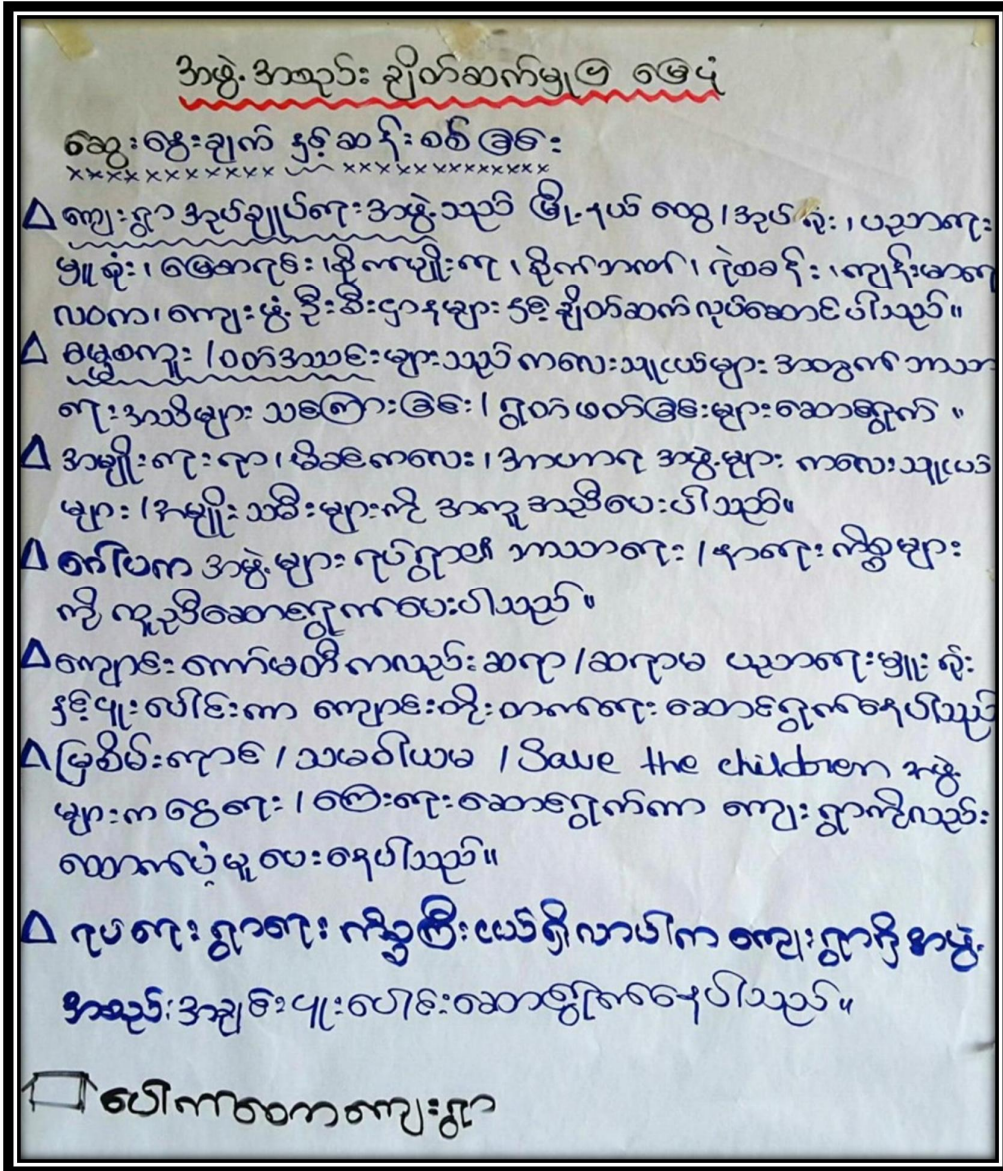 အဖွဲ့အစည်း ချိတ်ဆက်မှုပြ မြေပုံ
ဆွေးနွေးချက် နှင့် ဆန်းစစ်ခြင်း
xxxxxxxxxxxx xxxxxxxxxxxxxx
Δ ကျေးရွာ အုပ်ချုပ်ရေးအဖွဲ့သည် မြို့နယ် ထွေ/အုပ်ရုံး၊ ပညာရေး
မှူးရုံး၊ မြေစာရင်း၊ စိုက်ပျိုးရေး၊ စိုက်ဘဏ်၊ ရဲစခန်း၊ ကျန်းမာရေး
လဝက၊ ကျေးဖွံ့ဦးစီးဌာနများ နှင့် ချိတ်ဆက် လုပ်ဆောင်ပါသည်။
Δ ဓမ္မစကူး / ဝတ်အသင်းများသည် ကလေးသူငယ်များ အတွက် ဘာသာ
ရေးအသိများ သင်ကြားခြင်း / ရွတ်ဖတ်ခြင်းများဆောင်ရွက်။
Δ အမျိုးရေးရာ၊ မိခင်ကလေး၊ အာဟာရ အဖွဲ့များ ကလေးသူငယ်
များ / အမျိုးသမီးများကို အကူအညီပေးပါသည်။
Δ ဂေါပက အဖွဲ့များ ရပ်ရွာ၏ ဘာသာရေး / နာရေးကိစ္စများ
ကို ကူညီဆောင်ရွက်ပေးပါသည်။
Δ ကျောင်းကော်မတီကလည်း ဆရာ/ဆရာမ ပညာရေးမှူးရုံး
နှင့်ပူးပေါင်းကာ ကျောင်းတိုးတက်ရေး ဆောင်ရွက်နေပါသည်
Δ မြစိမ်းရောင် / သမဝါယမ / Save the children အဖွဲ့
များက ငွေရေး / ကြေးရေးဆောင်ရွက်ကာ ကျေးရွာကိုလည်း
ထောက်ပံ့မှုပေးနေပါသည်။
Δ ရပ်ရေးရွာရေး ကိစ္စကြီးငယ်ရှိလာပါက ကျေးရွာရှိ အဖွဲ့
အစည်းအချင်းပူးပေါင်းဆောင်ရွက်နေပါသည်။
ကျေးရွာ